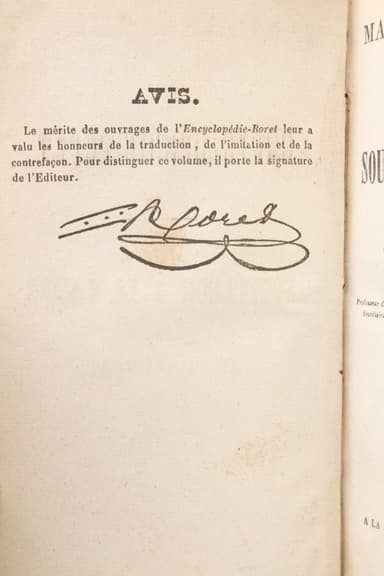 AVIS.
Le mérite des ouvrages de l'Encyclopédie-Roret leur a
valu les honneurs de la traduction, de l'imitation et de la
contrefaçon. Pour distinguer ce volume, il porte la signature
de l'Editeur.
Roret
MA
SOU
A LA